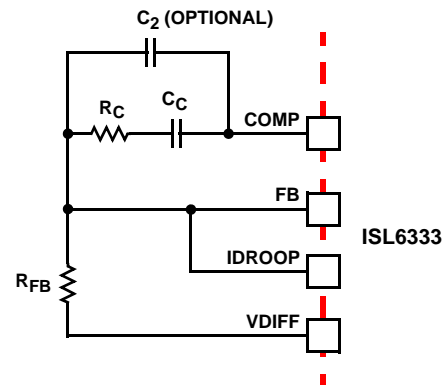 C2 (OPTIONAL)
RC
CC
COMP
FB
ISL6333
IDROOP
RFB
VDIFF